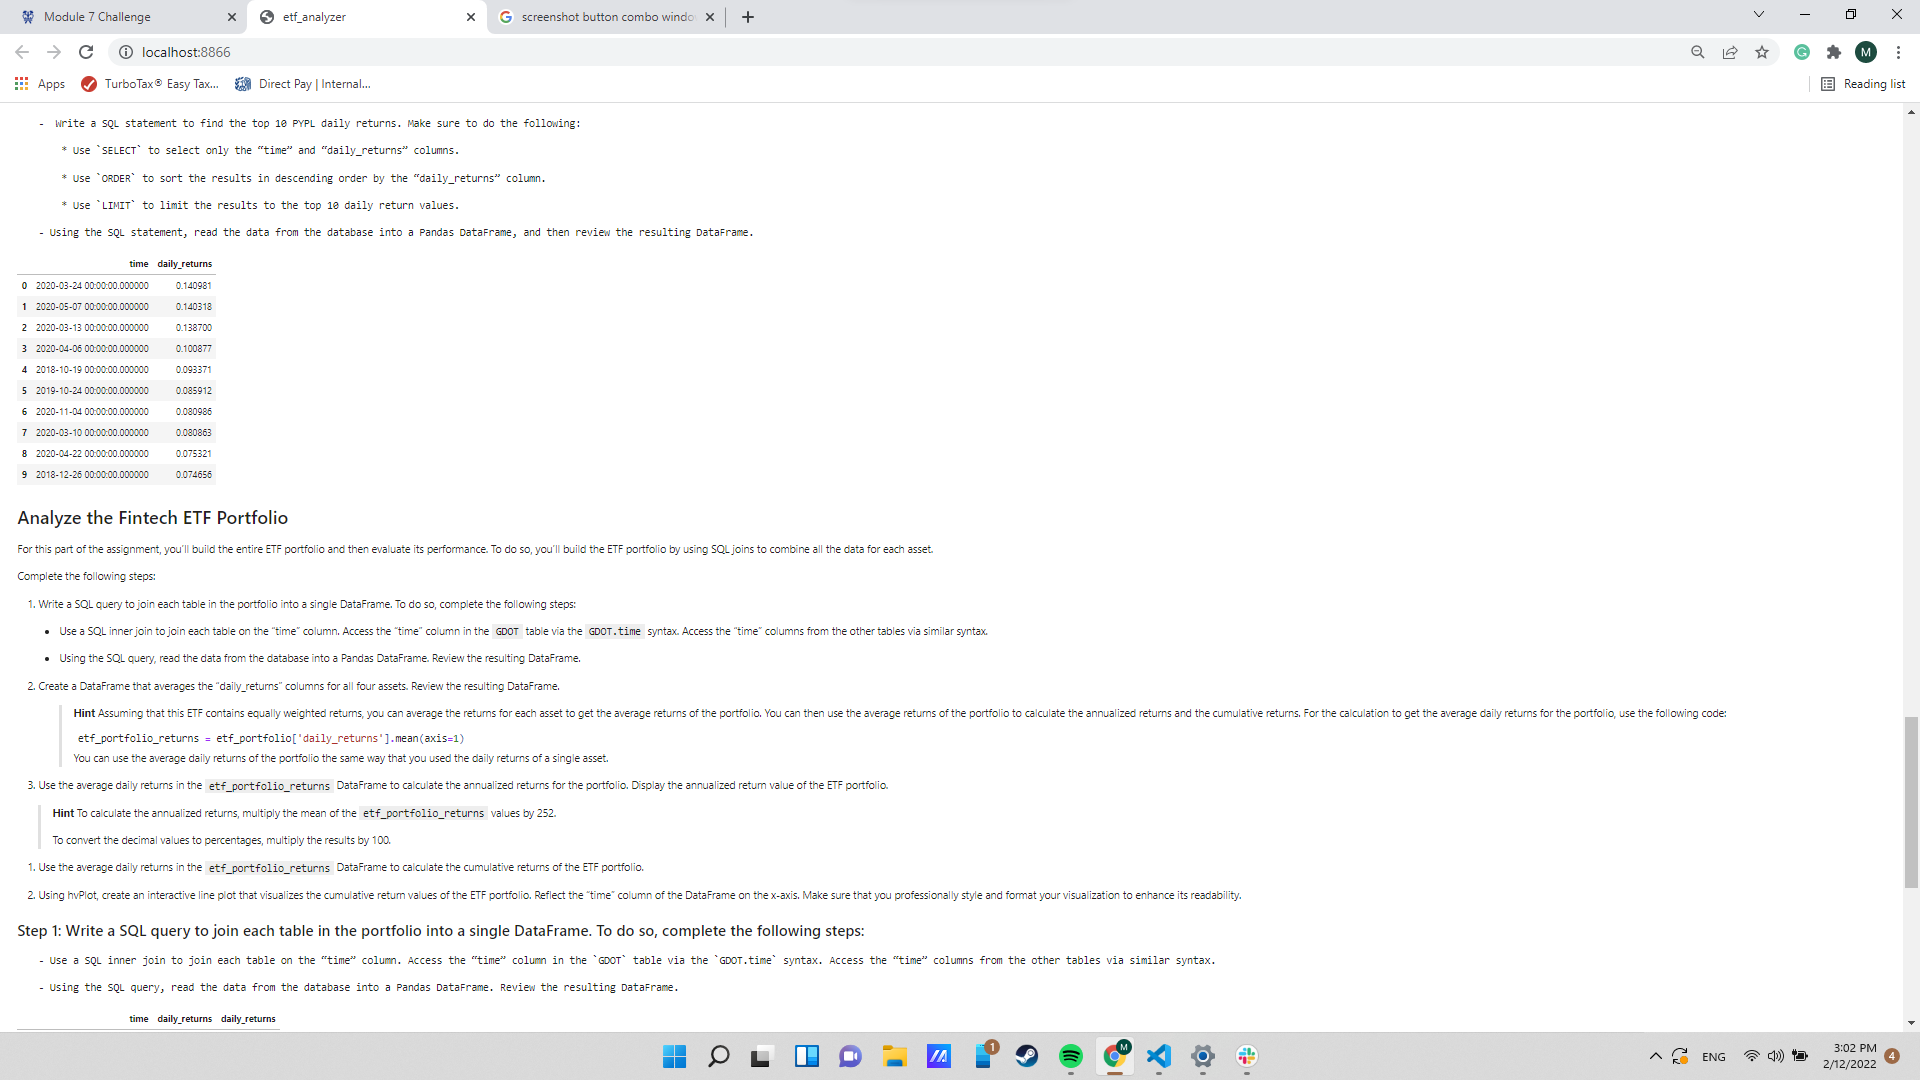 Module 7 Challenge
etf_analyzer
screenshot button combo windo
localhost:8866
M
Apps
TurboTax® Easy Tax...
Direct Pay | Internal...
Reading list
- Write a SQL statement to find the top 10 PYPL daily returns. Make sure to do the following:
* Use `SELECT` to select only the “time” and “daily_returns” columns.
* Use `ORDER` to sort the results in descending order by the “daily_returns” column.
* Use `LIMIT` to limit the results to the top 10 daily return values.
- Using the SQL statement, read the data from the database into a Pandas DataFrame, and then review the resulting DataFrame.
time daily_returns
0 2020-03-24 00:00:00.000000 0.140981
1 2020-05-07 00:00:00.000000 0.140318
2 2020-03-13 00:00:00.000000 0.138700
3 2020-04-06 00:00:00.000000 0.100877
4 2018-10-19 00:00:00.000000 0.093371
5 2019-10-24 00:00:00.000000 0.085912
6 2020-11-04 00:00:00.000000 0.080986
7 2020-03-10 00:00:00.000000 0.080863
8 2020-04-22 00:00:00.000000 0.075321
9 2018-12-26 00:00:00.000000 0.074656
Analyze the Fintech ETF Portfolio
For this part of the assignment, you’ll build the entire ETF portfolio and then evaluate its performance. To do so, you’ll build the ETF portfolio by using SQL joins to combine all the data for each asset.
Complete the following steps:
1. Write a SQL query to join each table in the portfolio into a single DataFrame. To do so, complete the following steps:
• Use a SQL inner join to join each table on the “time” column. Access the “time” column in the GDOT table via the GDOT.time syntax. Access the “time” columns from the other tables via similar syntax.
• Using the SQL query, read the data from the database into a Pandas DataFrame. Review the resulting DataFrame.
2. Create a DataFrame that averages the “daily_returns” columns for all four assets. Review the resulting DataFrame.
Hint Assuming that this ETF contains equally weighted returns, you can average the returns for each asset to get the average returns of the portfolio. You can then use the average returns of the portfolio to calculate the annualized returns and the cumulative returns. For the calculation to get the average daily returns for the portfolio, use the following code:
etf_portfolio_returns = etf_portfolio['daily_returns'].mean(axis=1)
You can use the average daily returns of the portfolio the same way that you used the daily returns of a single asset.
3. Use the average daily returns in the etf_portfolio_returns DataFrame to calculate the annualized returns for the portfolio. Display the annualized return value of the ETF portfolio.
Hint To calculate the annualized returns, multiply the mean of the etf_portfolio_returns values by 252.
To convert the decimal values to percentages, multiply the results by 100.
1. Use the average daily returns in the etf_portfolio_returns DataFrame to calculate the cumulative returns of the ETF portfolio.
2. Using hvPlot, create an interactive line plot that visualizes the cumulative return values of the ETF portfolio. Reflect the “time” column of the DataFrame on the x-axis. Make sure that you professionally style and format your visualization to enhance its readability.
Step 1: Write a SQL query to join each table in the portfolio into a single DataFrame. To do so, complete the following steps:
- Use a SQL inner join to join each table on the “time” column. Access the “time” column in the `GDOT` table via the `GDOT.time` syntax. Access the “time” columns from the other tables via similar syntax.
- Using the SQL query, read the data from the database into a Pandas DataFrame. Review the resulting DataFrame.
time daily_returns daily_returns
1
M
ENG
3:02 PM
2/12/2022
4